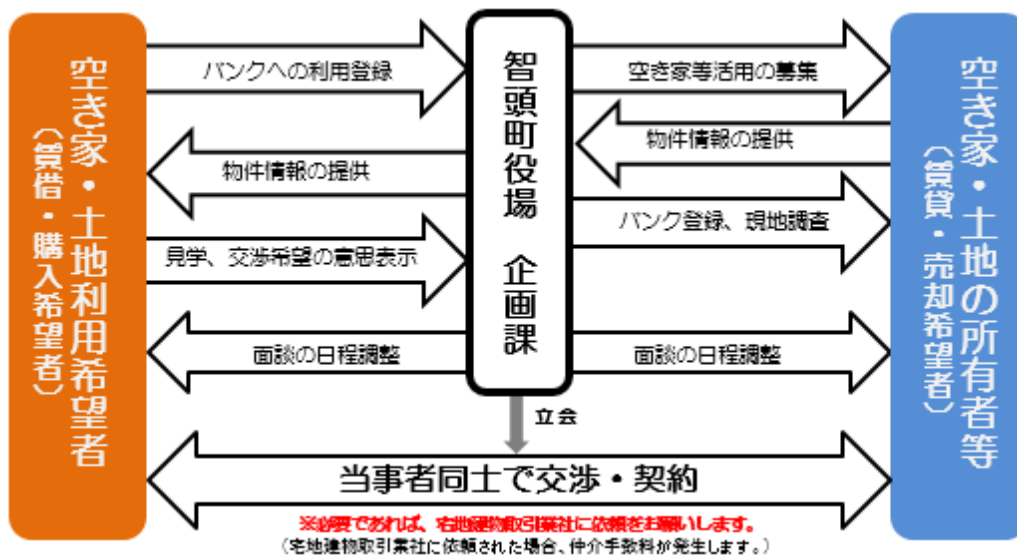 空き家・土地利用希望者
（賃借・購入希望者）
バンクへの利用登録
物件情報の提供
見学、交渉希望の意思表示
面談の日程調整
智頭町役場　企画課
空き家等活用の募集
物件情報の提供
バンク登録、現地調査
面談の日程調整
空き家・土地の所有者等
（賃貸・売却希望者）
立会
当事者同士で交渉・契約
※必要であれば、宅地建物取引業社に依頼をお願いします。
（宅地建物取引業社に依頼された場合、仲介手数料が発生します。）